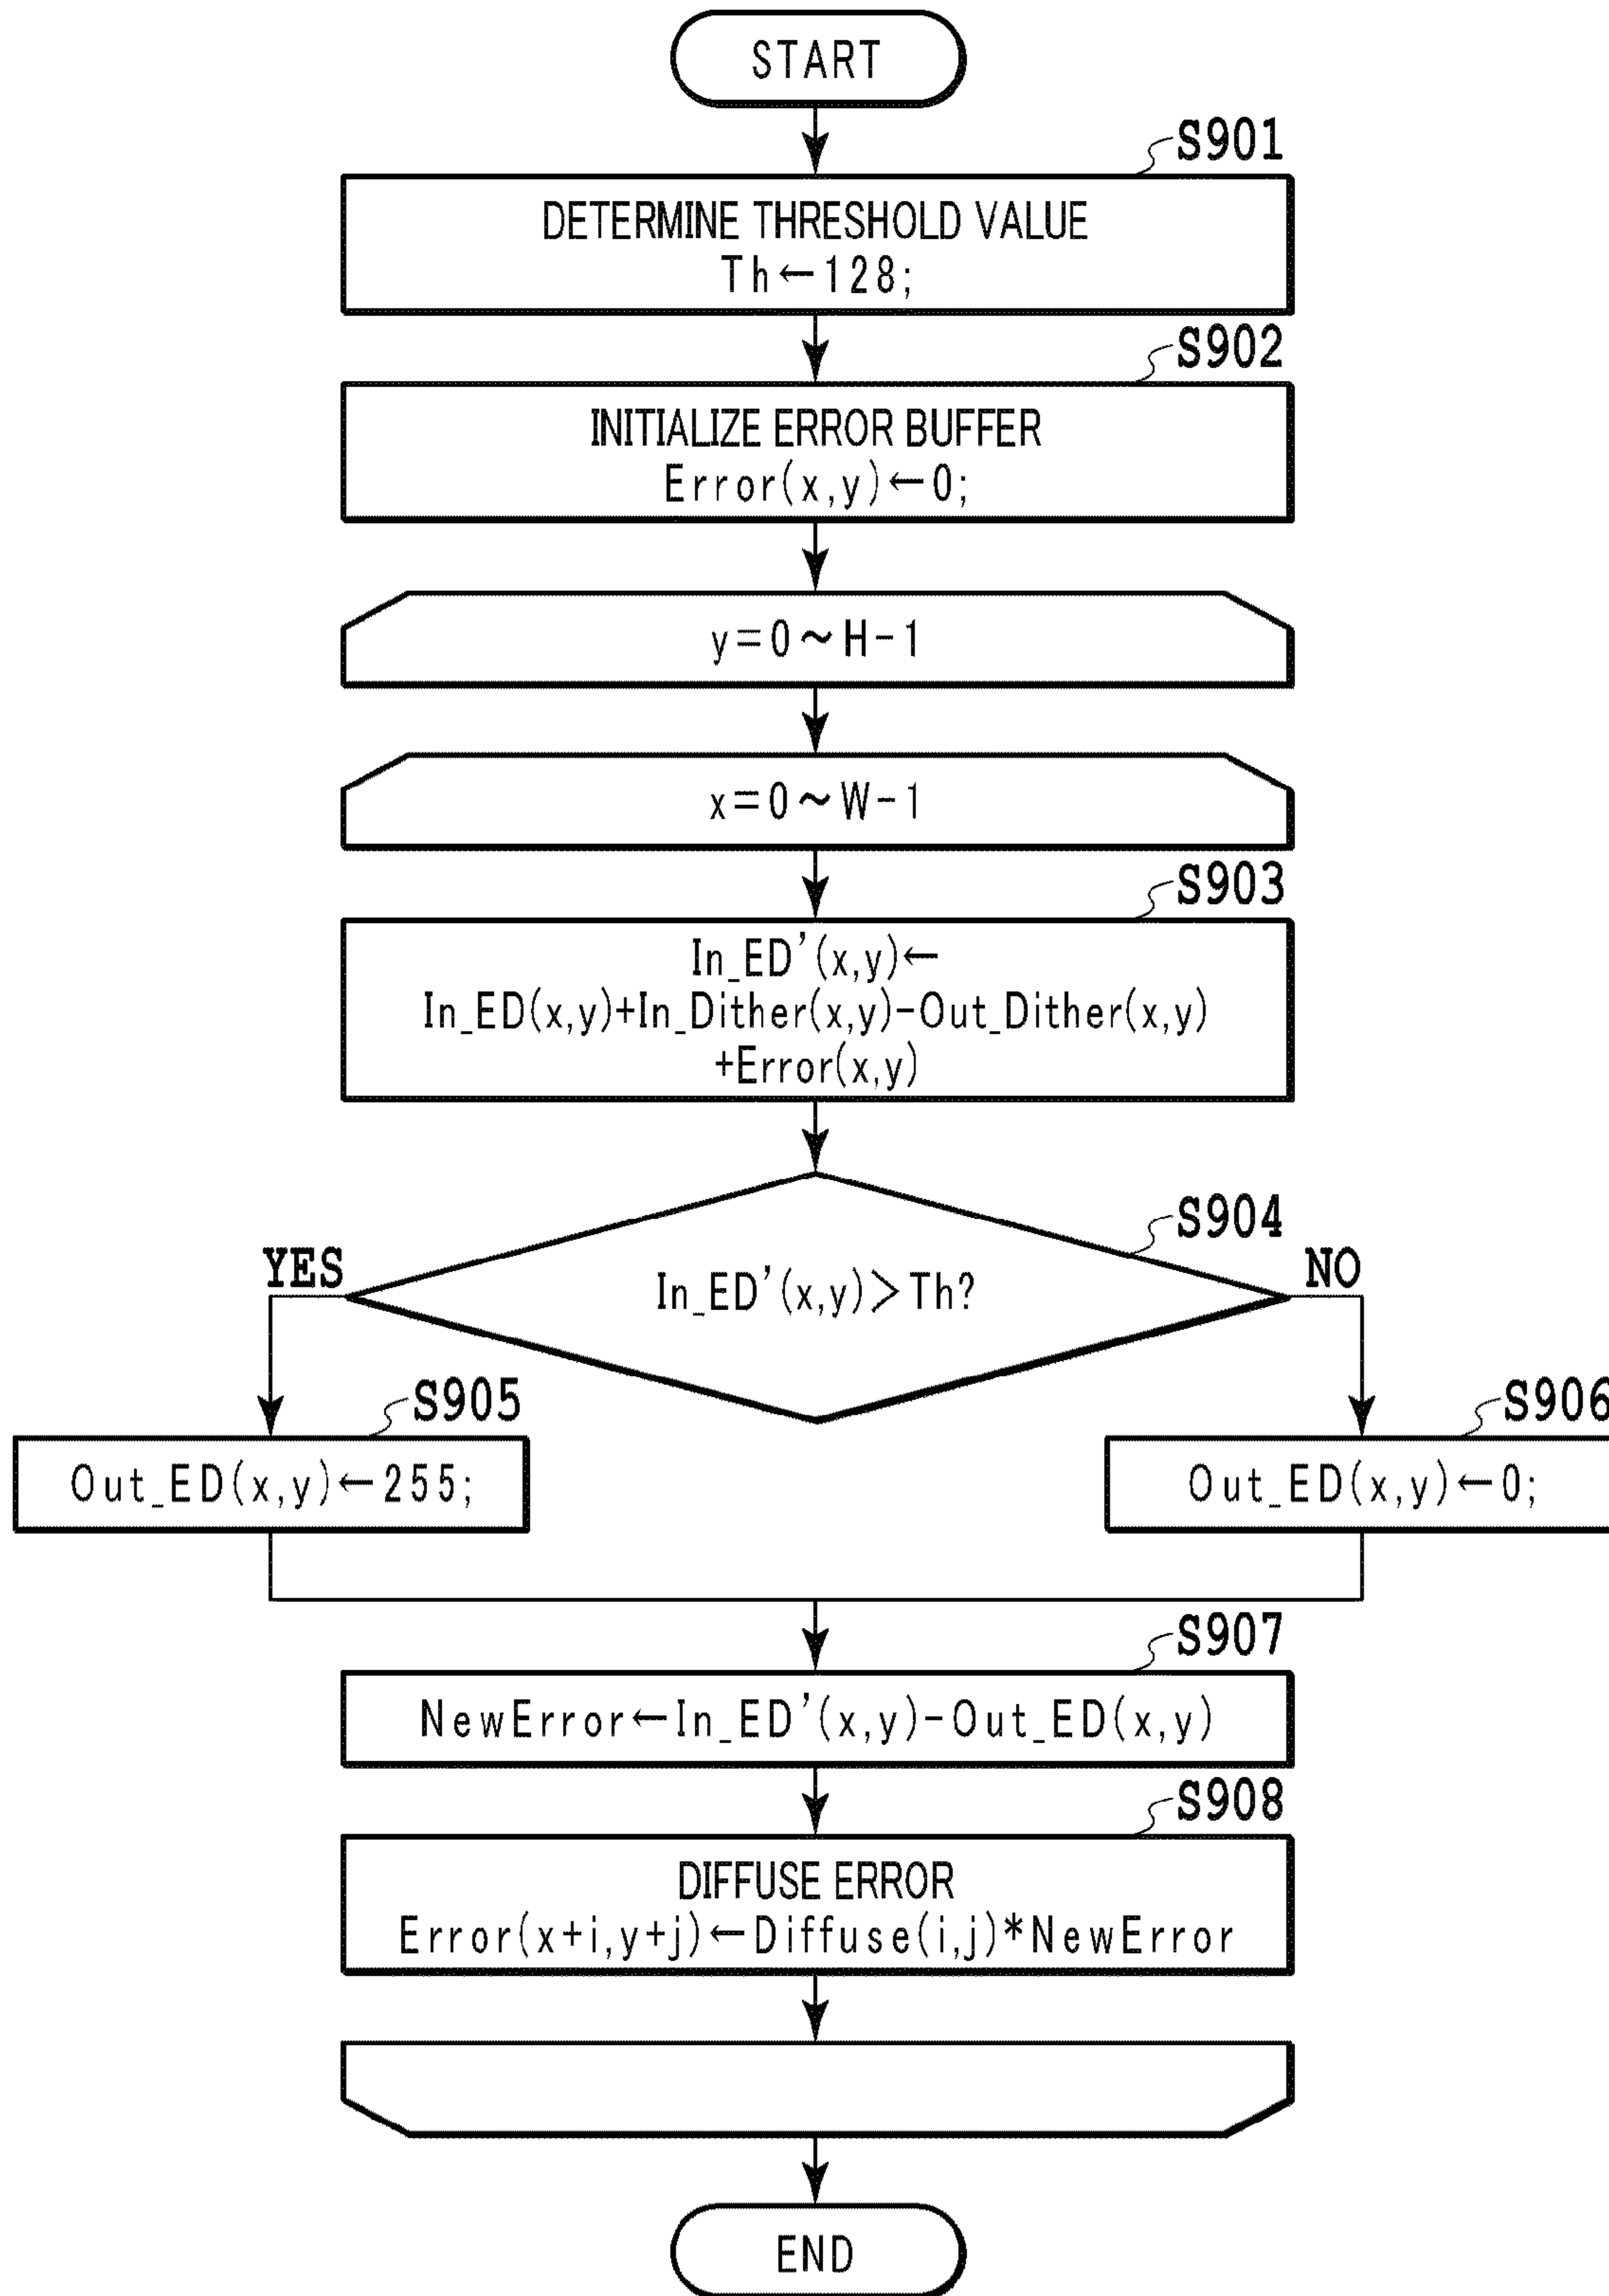 START
S901
DETERMINE THRESHOLD VALUE
Th←128;
S902
INITIALIZE ERROR BUFFER
Error(x,y)←0;
y=0~H-1
x=0~W-1
S903
In_ED'(x,y)←
In_ED(x,y)+In_Dither(x,y)-Out_Dither(x,y)
+Error(x,y)
S904
YES
In_ED'(x,y)>Th?
NO
S905
S906
Out_ED(x,y)←255;
Out_ED(x,y)←0;
S907
NewError←In_ED'(x,y)-Out_ED(x,y)
S908
DIFFUSE ERROR
Error(x+i,y+j)←Diffuse(i,j)*NewError
END